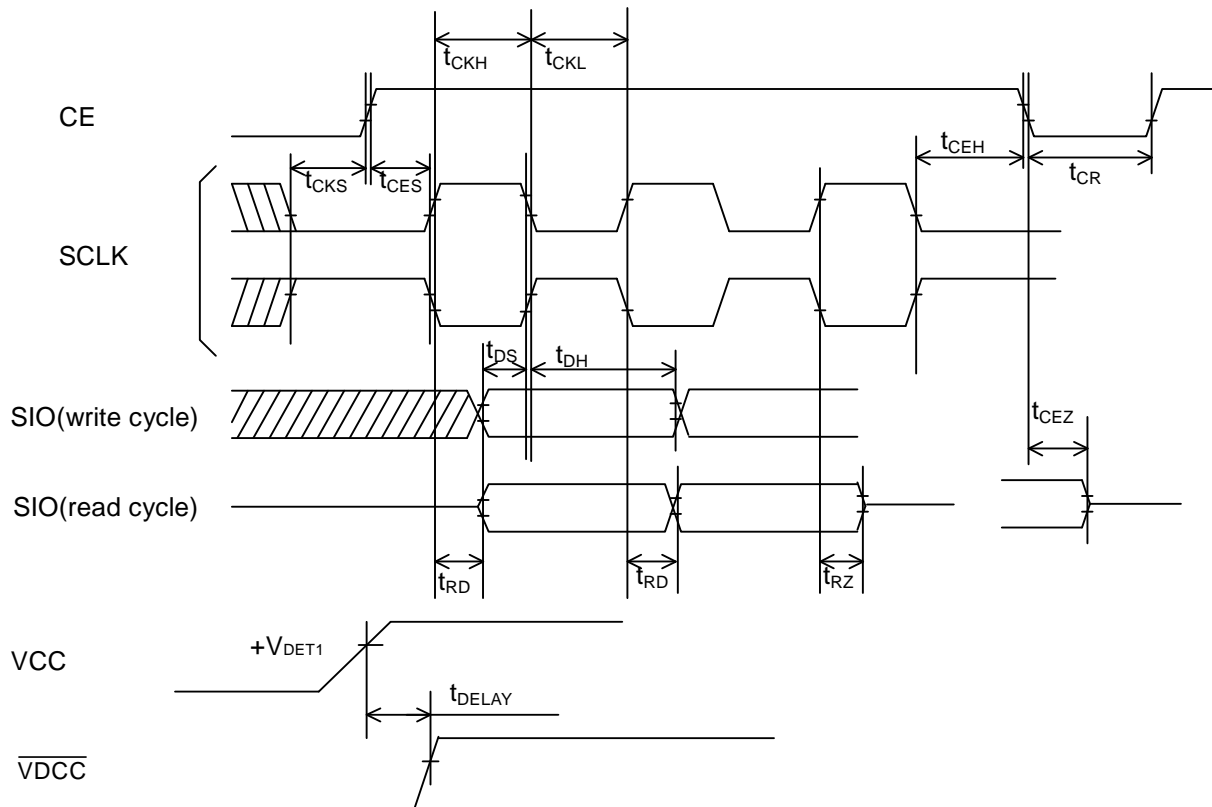 tCKH
tCKL
CE
tCEH
tCKS
tCES
tCR
SCLK
tDS
tDH
SIO(write cycle)
tCEZ
SIO(read cycle)
tRD
tRD
tRZ
+VDET1
VCC
tDELAY
VDCC